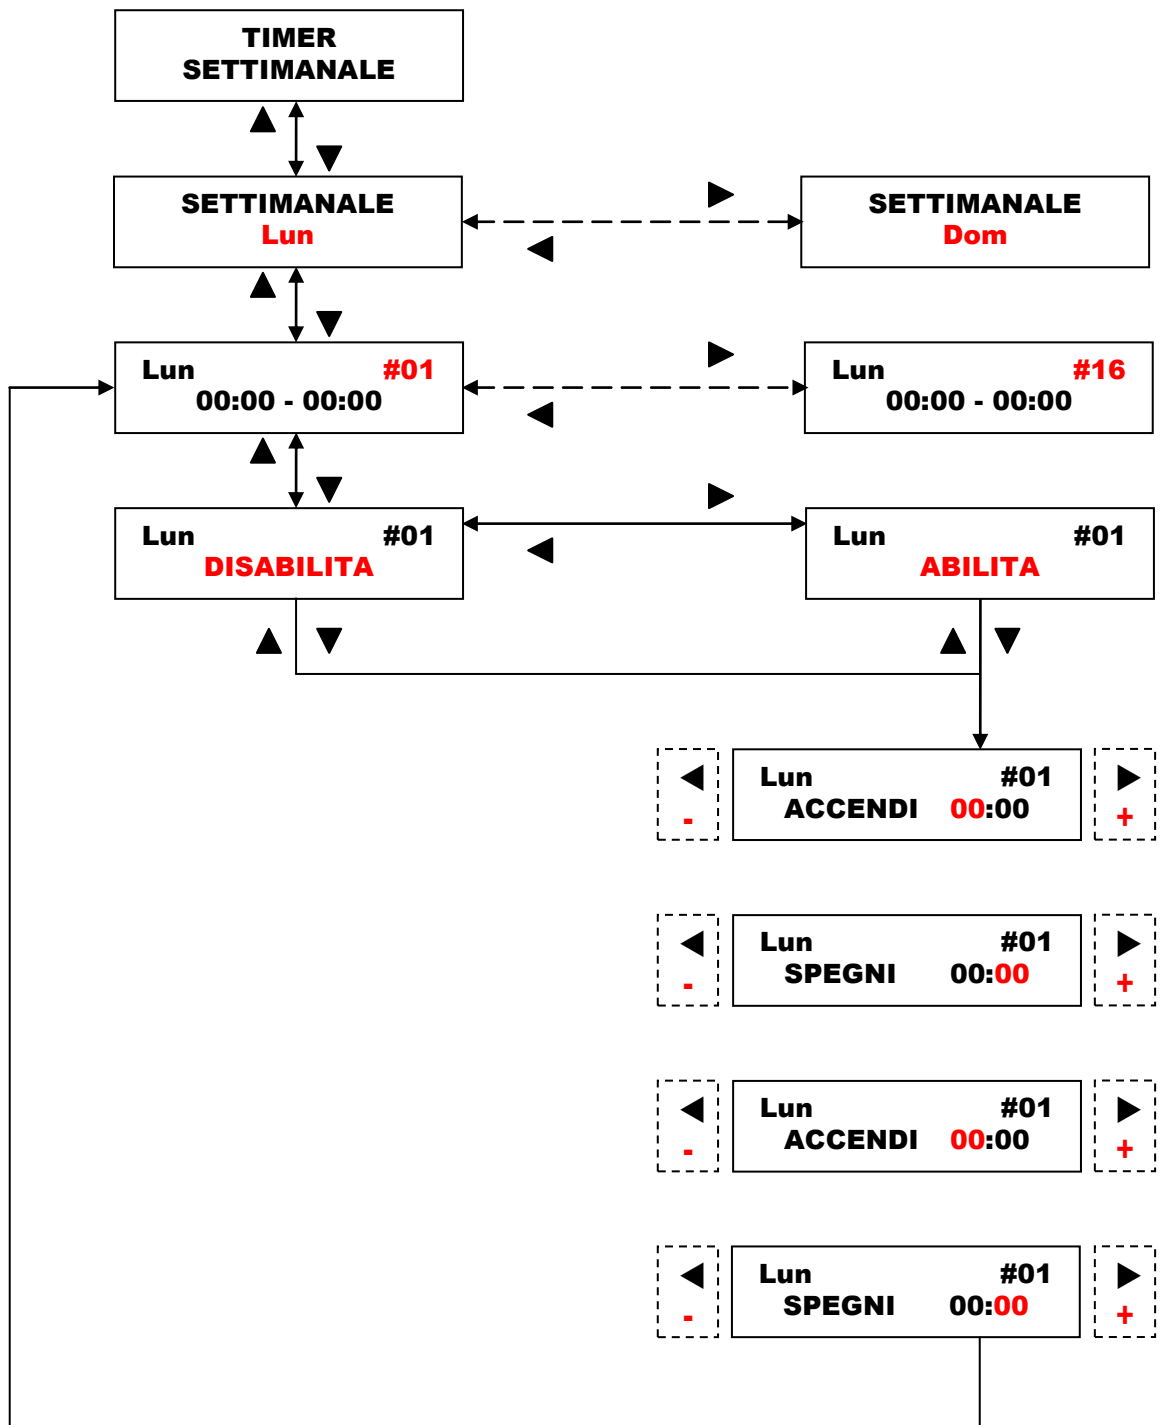 TIMER
SETTIMANALE
SETTIMANALE
Lun
SETTIMANALE
Dom
Lun #01
00:00 - 00:00
Lun #16
00:00 - 00:00
Lun #01
DISABILITA
Lun #01
ABILITA
Lun #01
- ACCENDI 00:00 +
Lun #01
- SPEGNI 00:00 +
Lun #01
- ACCENDI 00:00 +
Lun #01
- SPEGNI 00:00 +